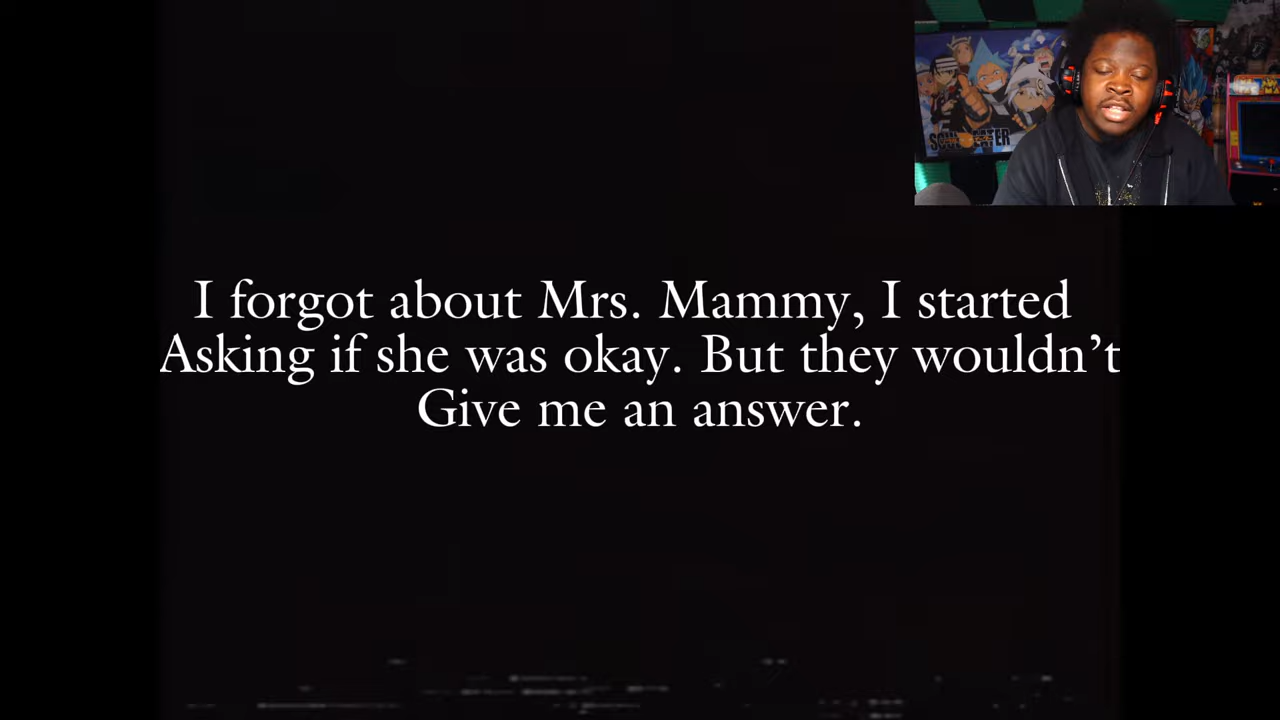 I forgot about Mrs. Mammy, I started
Asking if she was okay. But they wouldn't
Give me an answer.